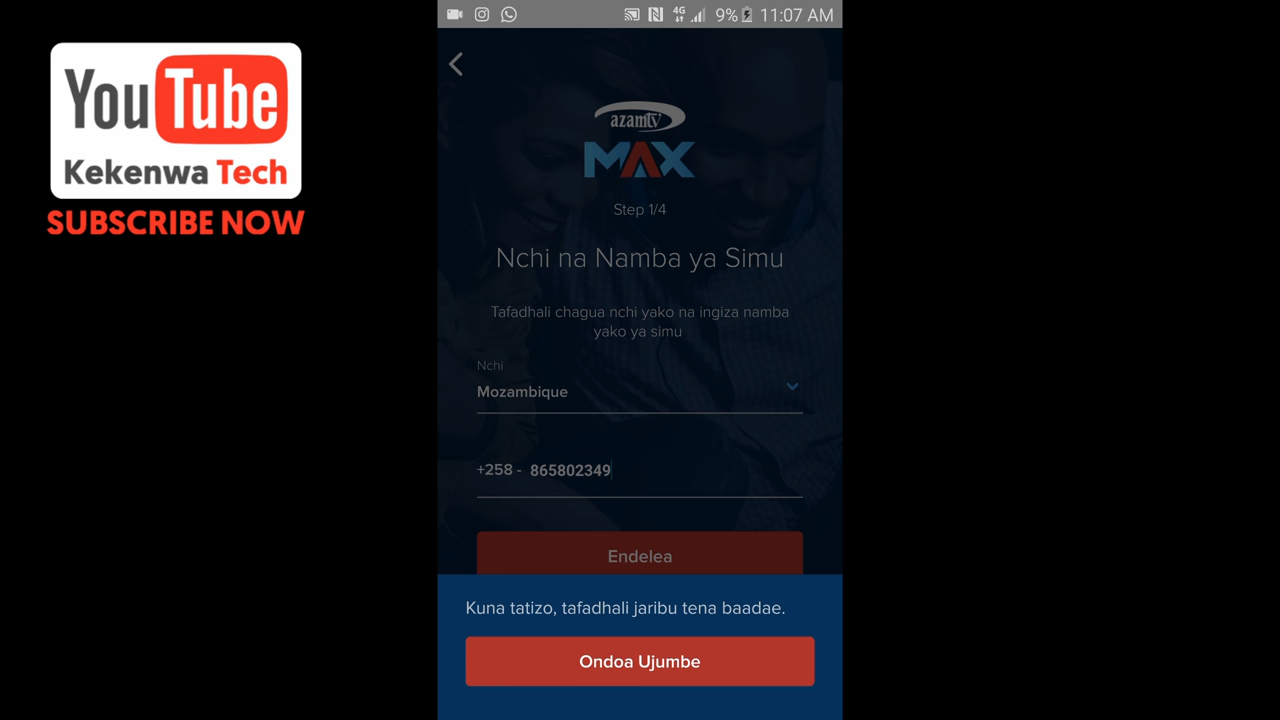 YouTube
Kekenwa Tech
SUBSCRIBE NOW
4G 9% 11:07 AM
azamtv
MAX
Step 1/4
Nchi na Namba ya Simu
Tafadhali chagua nchi yako na ingiza namba
yako ya simu
Nchi
Mozambique
+258 - 865802349
Endelea
Kuna tatizo, tafadhali jaribu tena baadae.
Ondoa Ujumbe